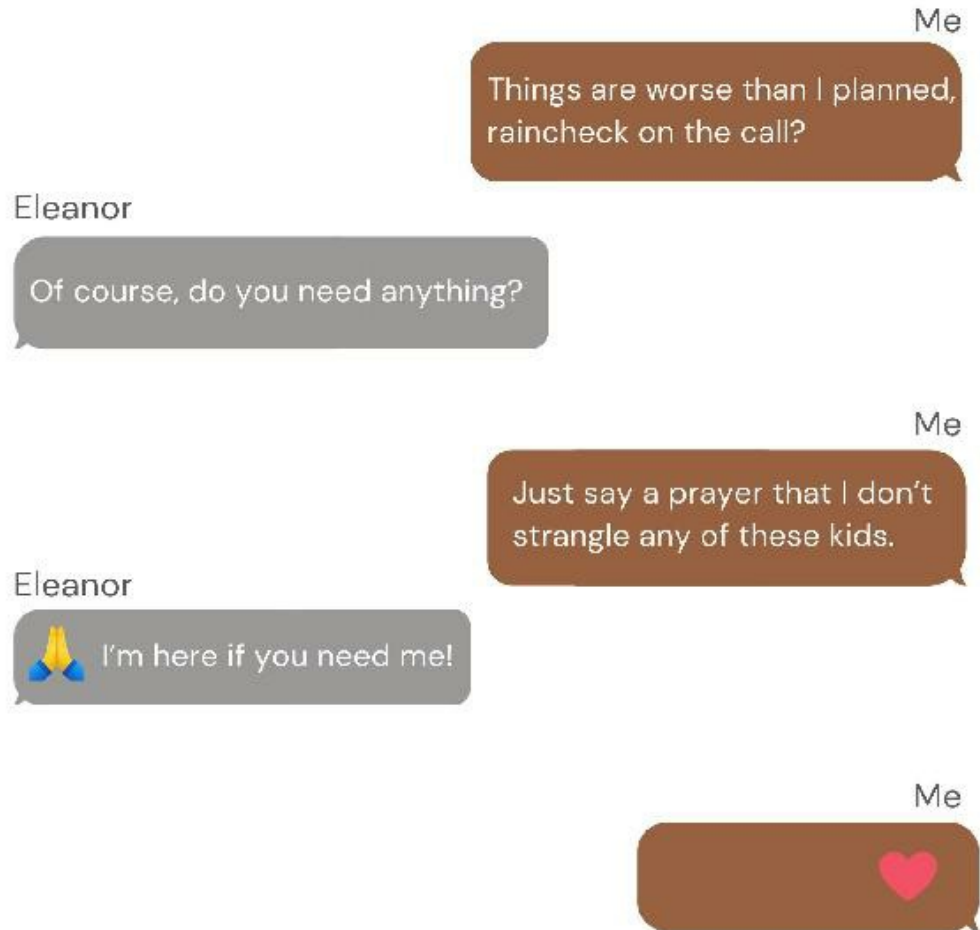 Me
Things are worse than I planned,
raincheck on the call?
Eleanor
Of course, do you need anything?
Me
Just say a prayer that I don’t
strangle any of these kids.
Eleanor
🙏 I’m here if you need me!
Me
❤️